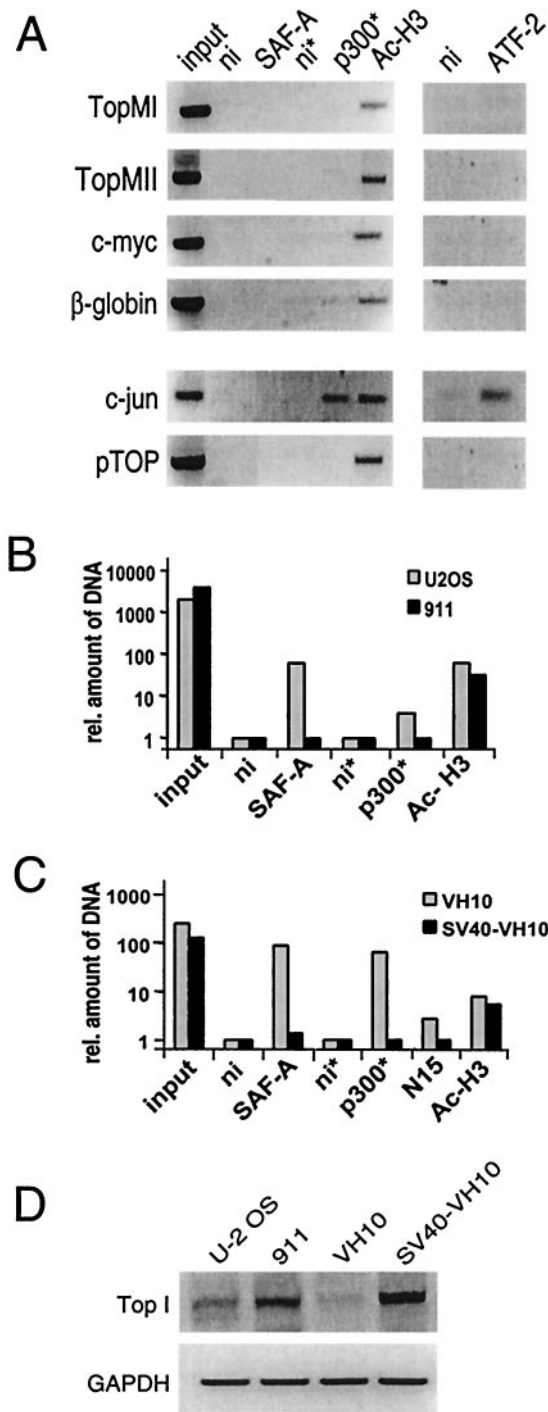 A
input ni SAF-A ni* p300* Ac-H3 ni ATF-2
TopMI
TopMII
c-myc
β-globin
c-jun
pTOP
B
rel. amount of DNA
10000
1000
100
10
1
U2OS
911
input ni SAF-A ni* p300* Ac- H3
C
rel. amount of DNA
1000
100
10
1
VH10
SV40-VH10
input ni SAF-A ni* p300* N15 Ac-H3
D
U-2 OS 911 VH10 SV40-VH10
Top I
GAPDH